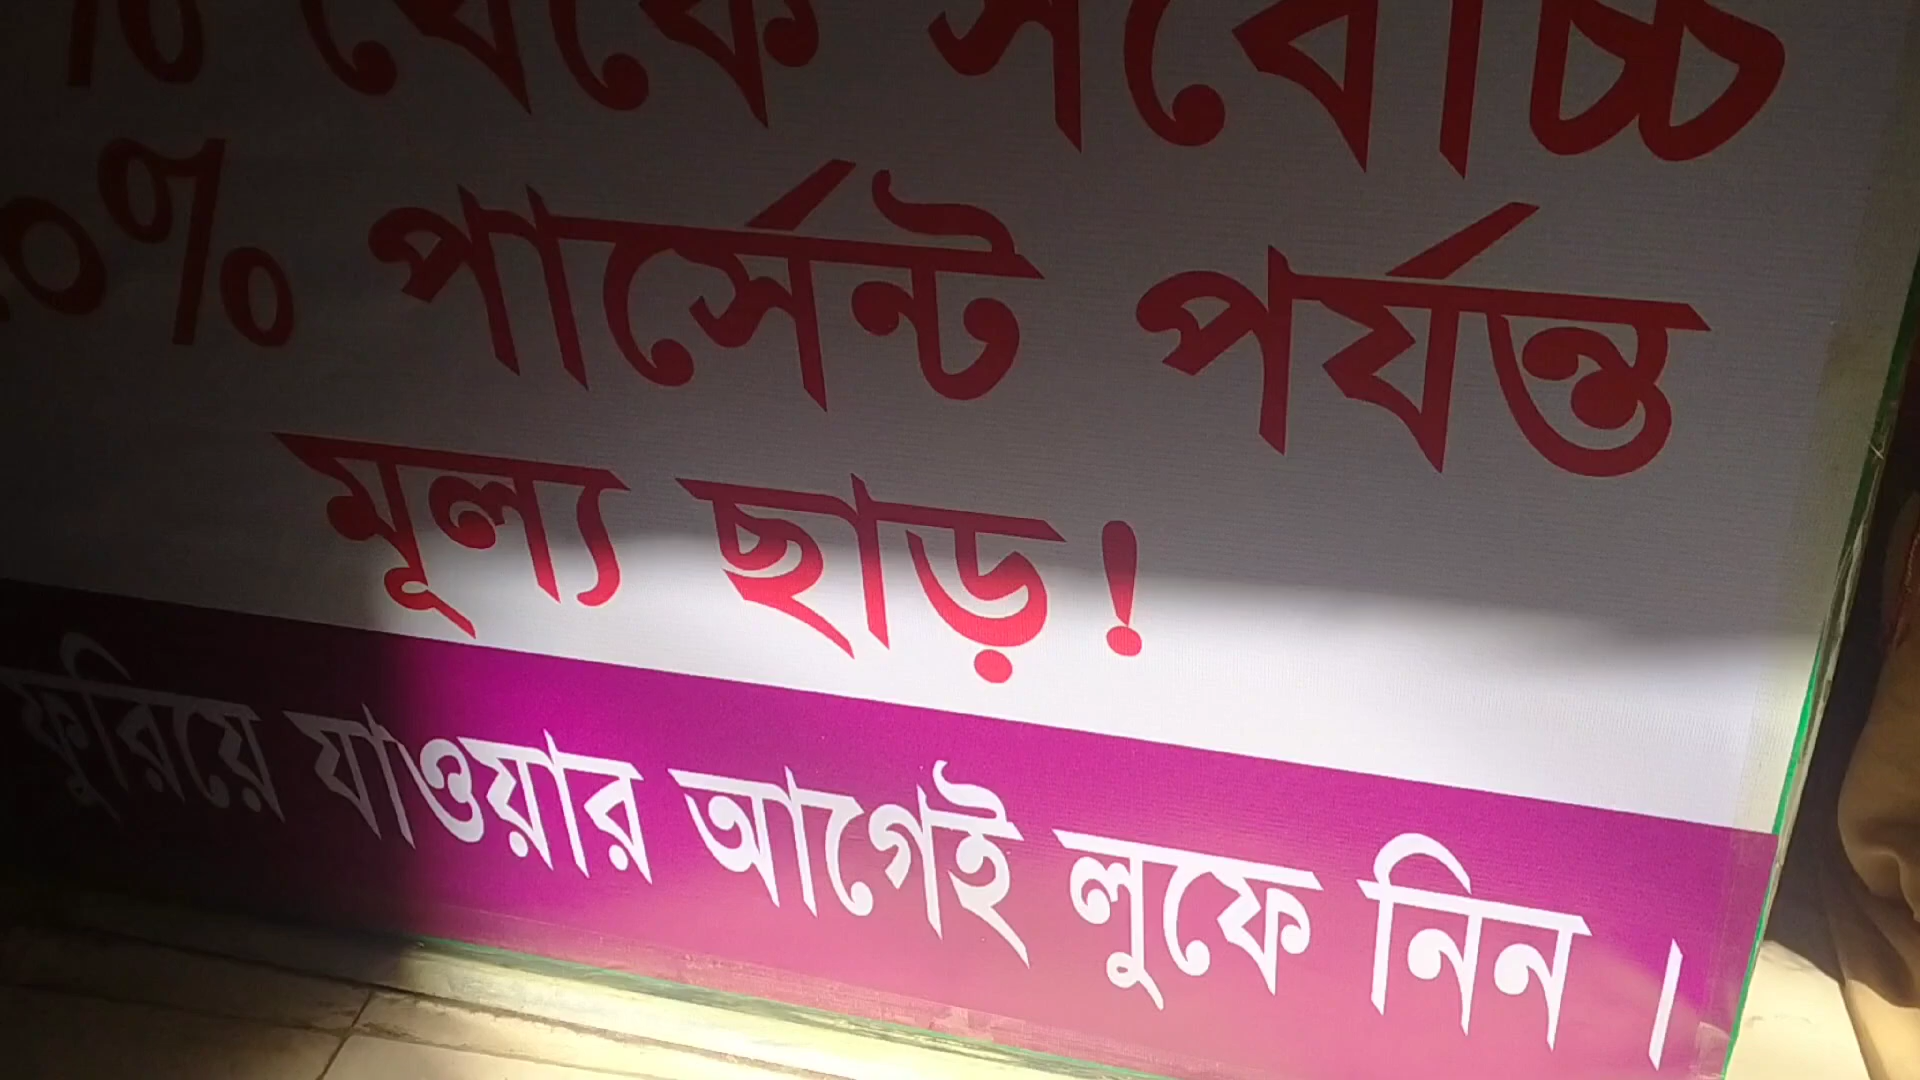 % থেকে সর্বোচ্চ
০% পার্সেন্ট পর্যন্ত
মূল্য ছাড়!
ফুরিয়ে যাওয়ার আগেই লুফে নিন।